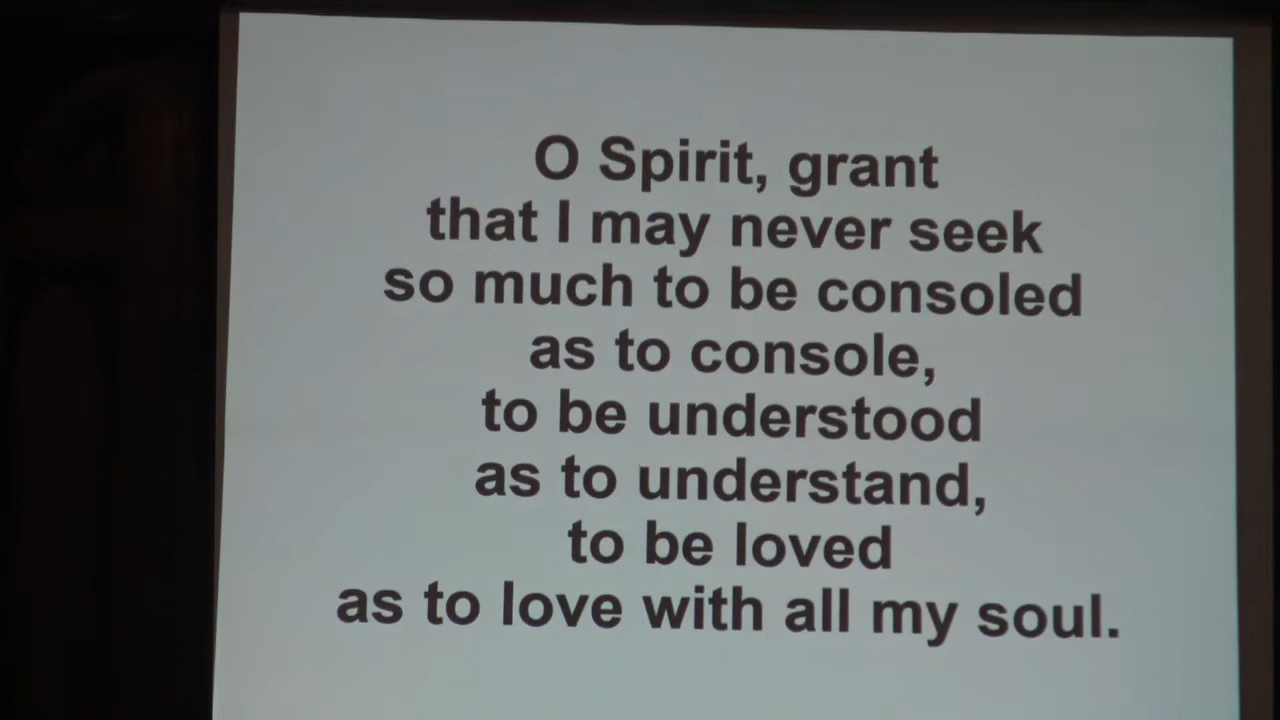 O Spirit, grant
that I may never seek
so much to be consoled
as to console,
to be understood
as to understand,
to be loved
as to love with all my soul.